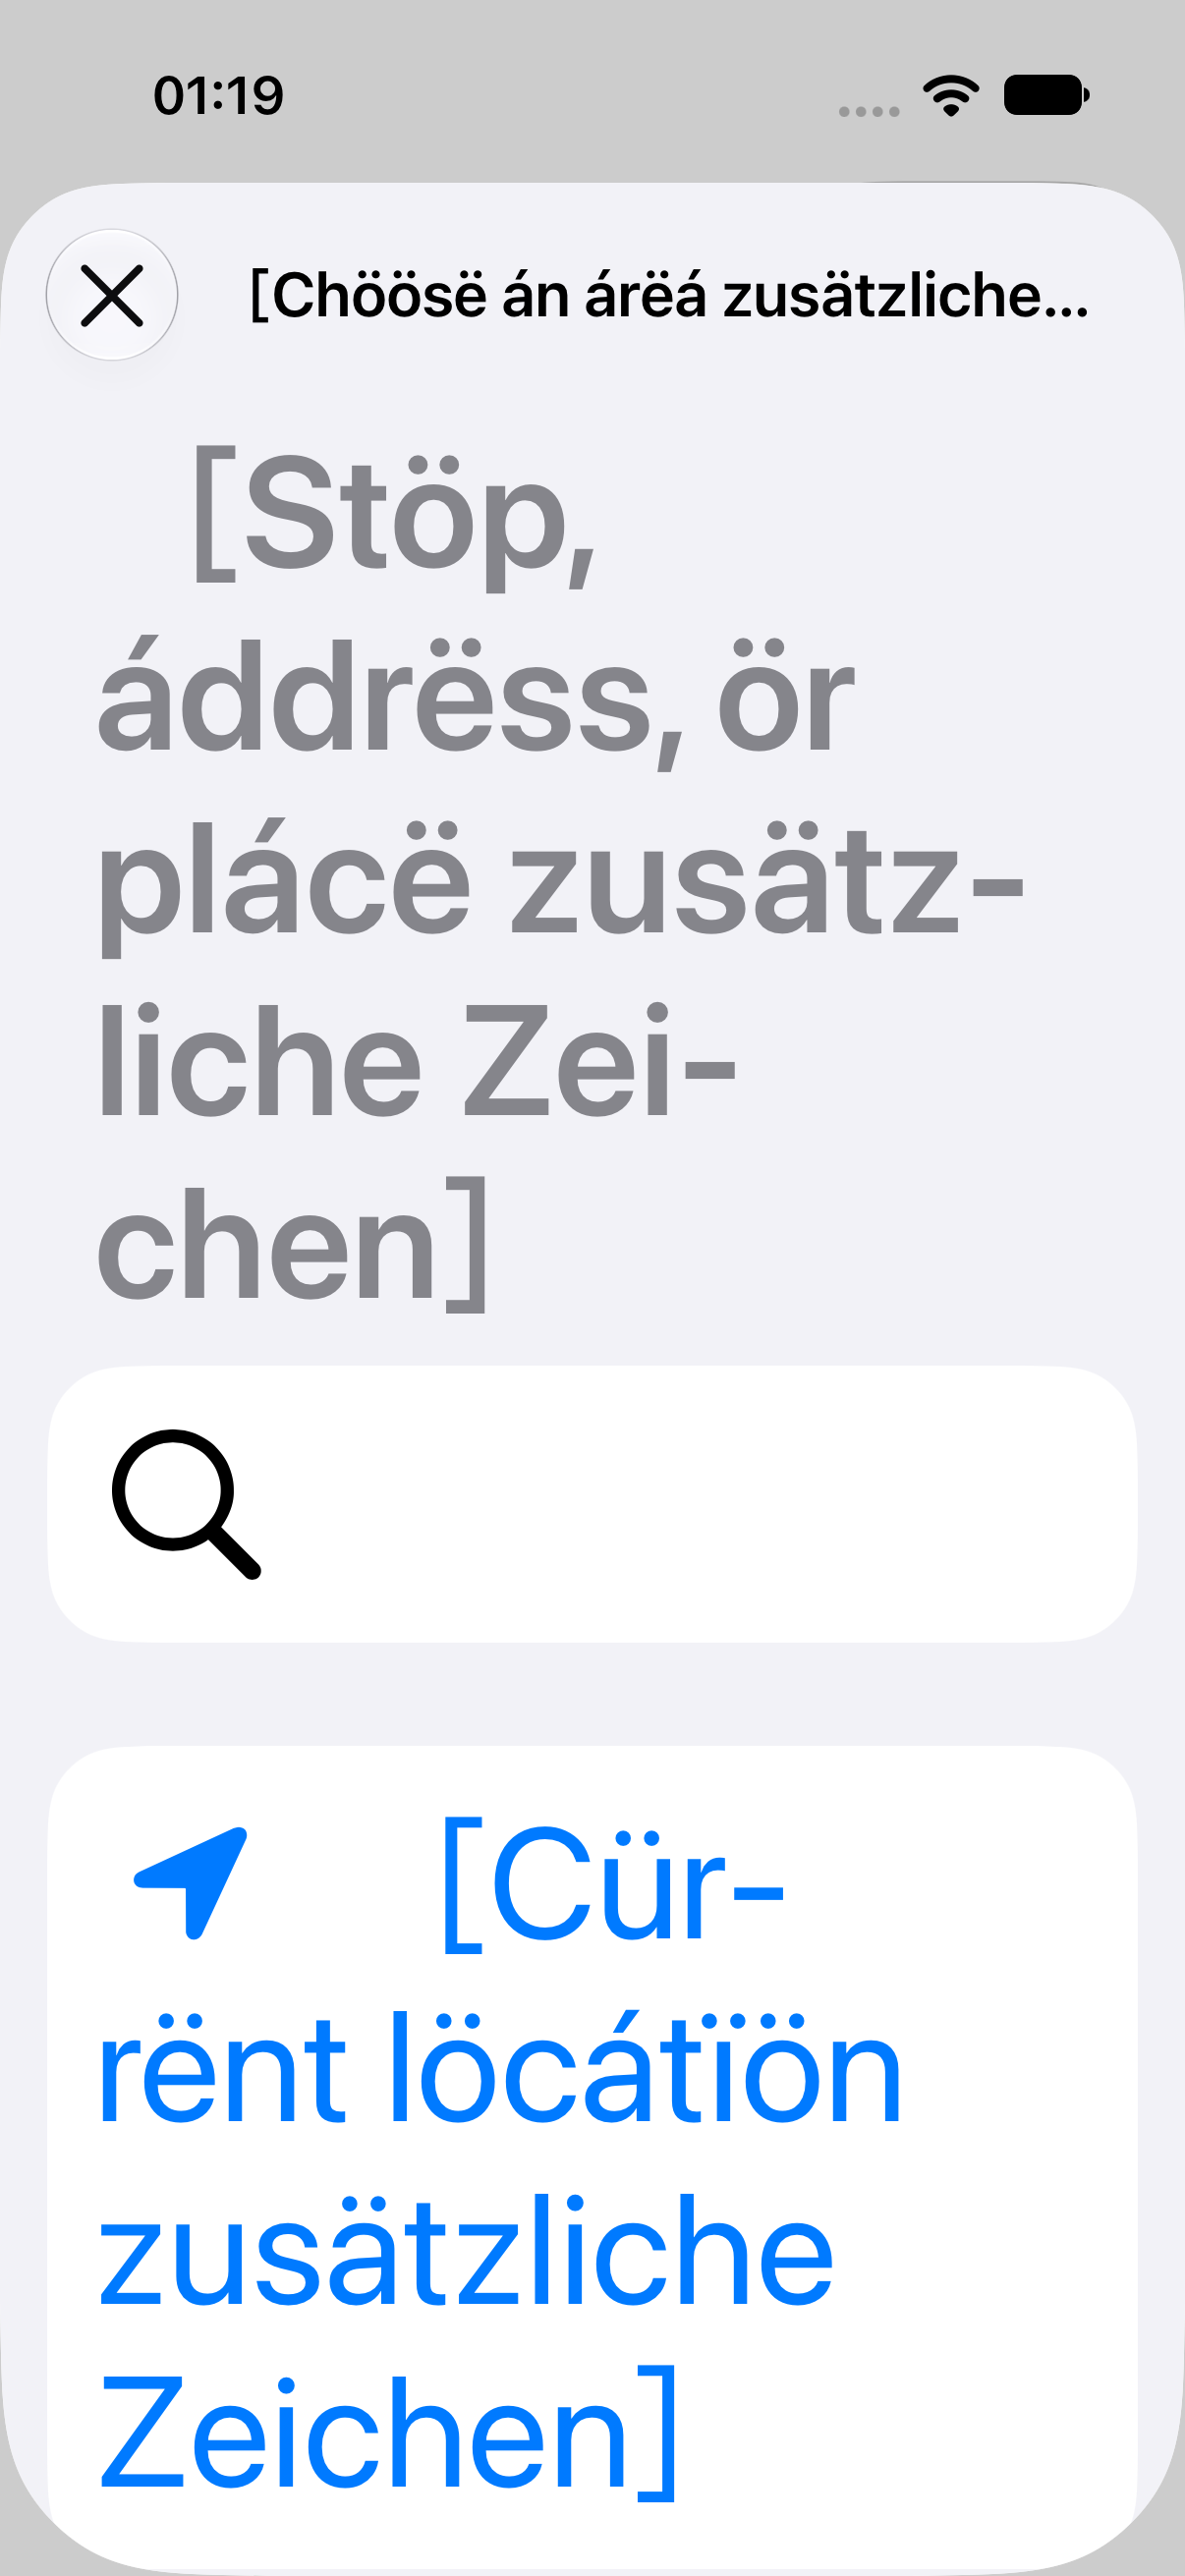 01:19
[Chöösë án árëá zusätzliche...
[Stöp,
áddrëss, ör
plácë zusätz-
liche Zei-
chen]
[Cür-
rënt löcátïön
zusätzliche
Zeichen]